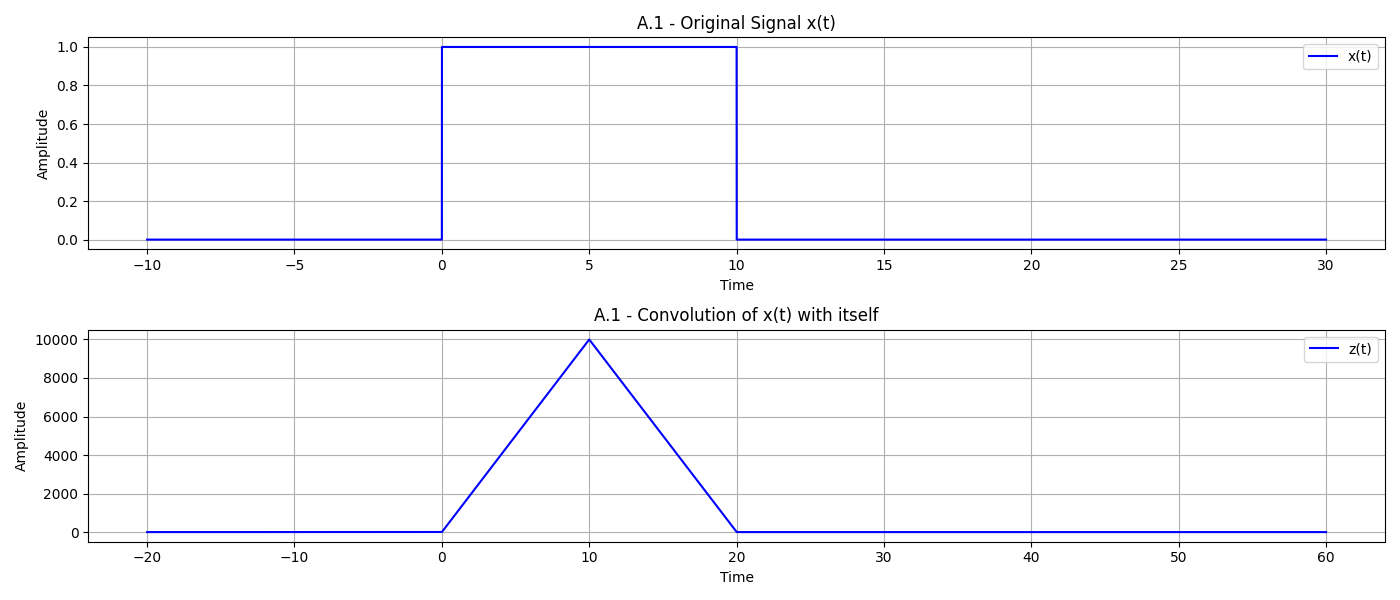 A.1 - Original Signal x(t)
x(t)
Amplitude
1.0
0.8
0.6
0.4
0.2
0.0
−10 −5 0 5 10 15 20 25 30
Time
A.1 - Convolution of x(t) with itself
z(t)
Amplitude
10000
8000
6000
4000
2000
0
−20 −10 0 10 20 30 40 50 60
Time